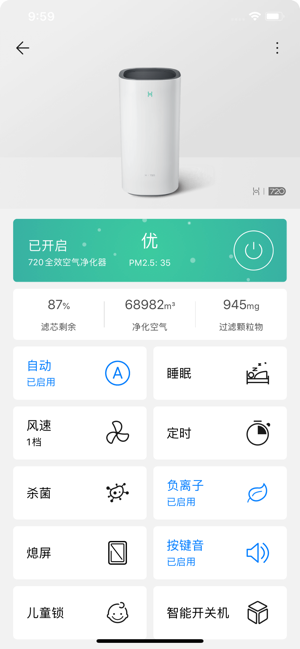 9:59
720
已开启
优
720全效空气净化器
PM2.5: 35
87%
68982m³
945mg
滤芯剩余
净化空气
过滤颗粒物
自动
已启用
A
睡眠
风速
1档
定时
杀菌
负离子
已启用
熄屏
按键音
已启用
儿童锁
智能开关机